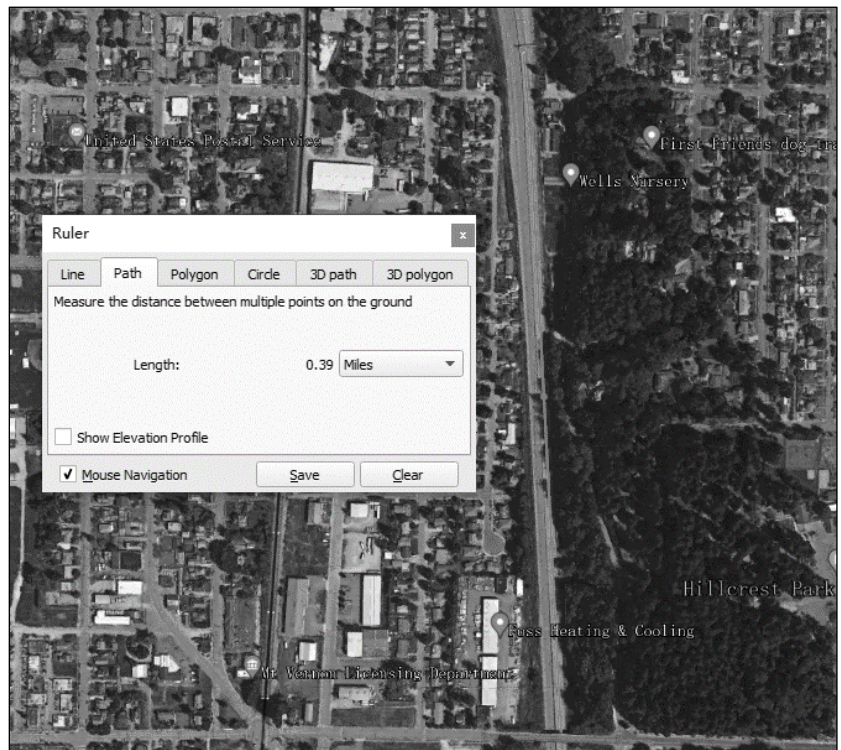 United States Postal Service
First Friends dog tra
Wells Nursery
Ruler
x
Line Path Polygon Circle 3D path 3D polygon
Measure the distance between multiple points on the ground
Length: 0.39 Miles
Show Elevation Profile
Mouse Navigation Save Clear
Hillcrest Park
Foss Heating & Cooling
Mt Vernon Licensing Department